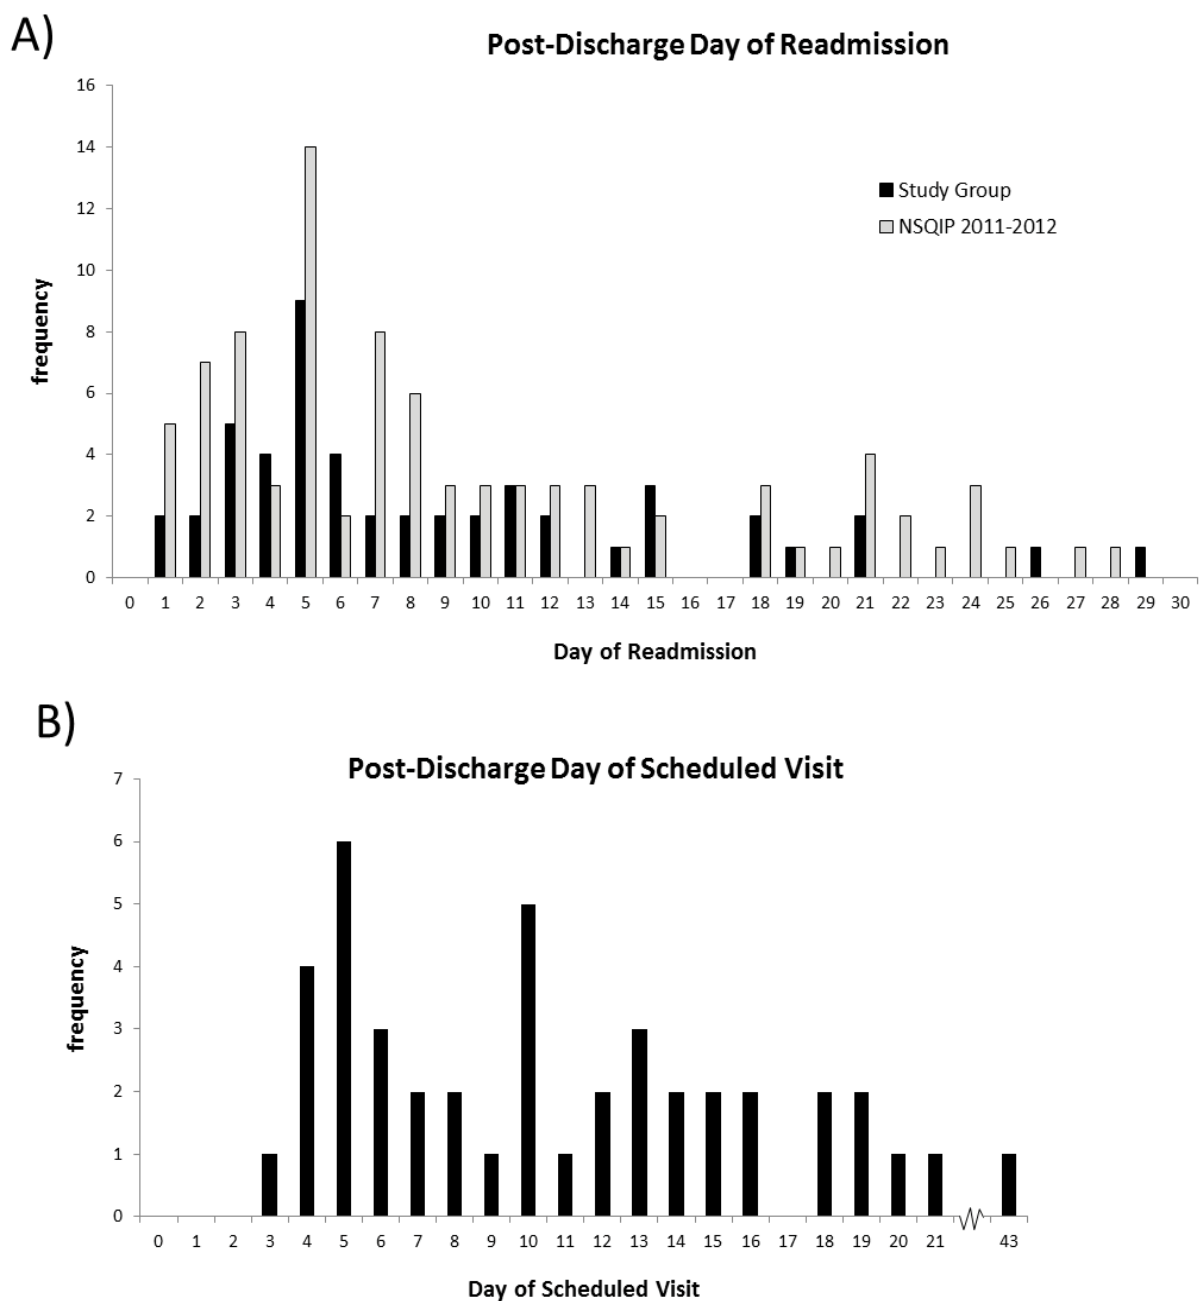 A)
Post-Discharge Day of Readmission
16
14
12
10
8
6
4
2
0
frequency
Study Group
NSQIP 2011-2012
0 1 2 3 4 5 6 7 8 9 10 11 12 13 14 15 16 17 18 19 20 21 22 23 24 25 26 27 28 29 30
Day of Readmission
B)
Post-Discharge Day of Scheduled Visit
7
6
5
4
3
2
1
0
frequency
0 1 2 3 4 5 6 7 8 9 10 11 12 13 14 15 16 17 18 19 20 21 43
Day of Scheduled Visit